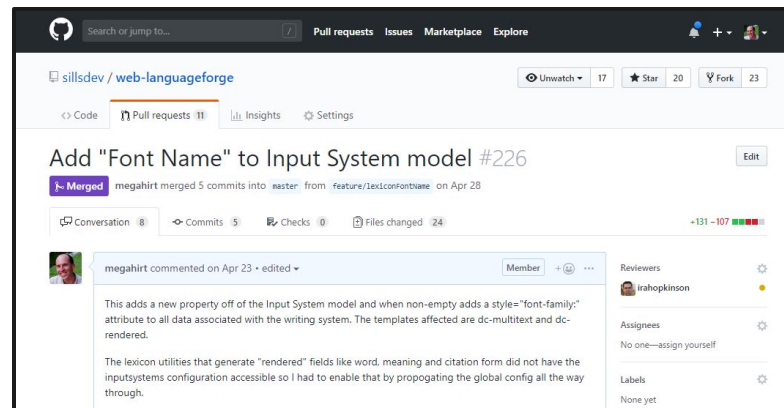 Search or jump to... / Pull requests Issues Marketplace Explore
sillsdev / web-languageforge Unwatch 17 Star 20 Fork 23
Code Pull requests 11 Insights Settings
Add "Font Name" to Input System model #226 Edit
Merged megahirt merged 5 commits into master from feature/lexiconFontName on Apr 28
Conversation 8 Commits 5 Checks 0 Files changed 24 +131 −107
megahirt commented on Apr 23 • edited Member
Reviewers
irahopkinson
This adds a new property off of the Input System model and when non-empty adds a style="font-family:"
attribute to all data associated with the writing system. The templates affected are dc-multitext and dc-
rendered.
Assignees
No one—assign yourself
The lexicon utilities that generate "rendered" fields like word, meaning and citation form did not have the
inputsystems configuration accessible so I had to enable that by propogating the global config all the way
through.
Labels
None yet